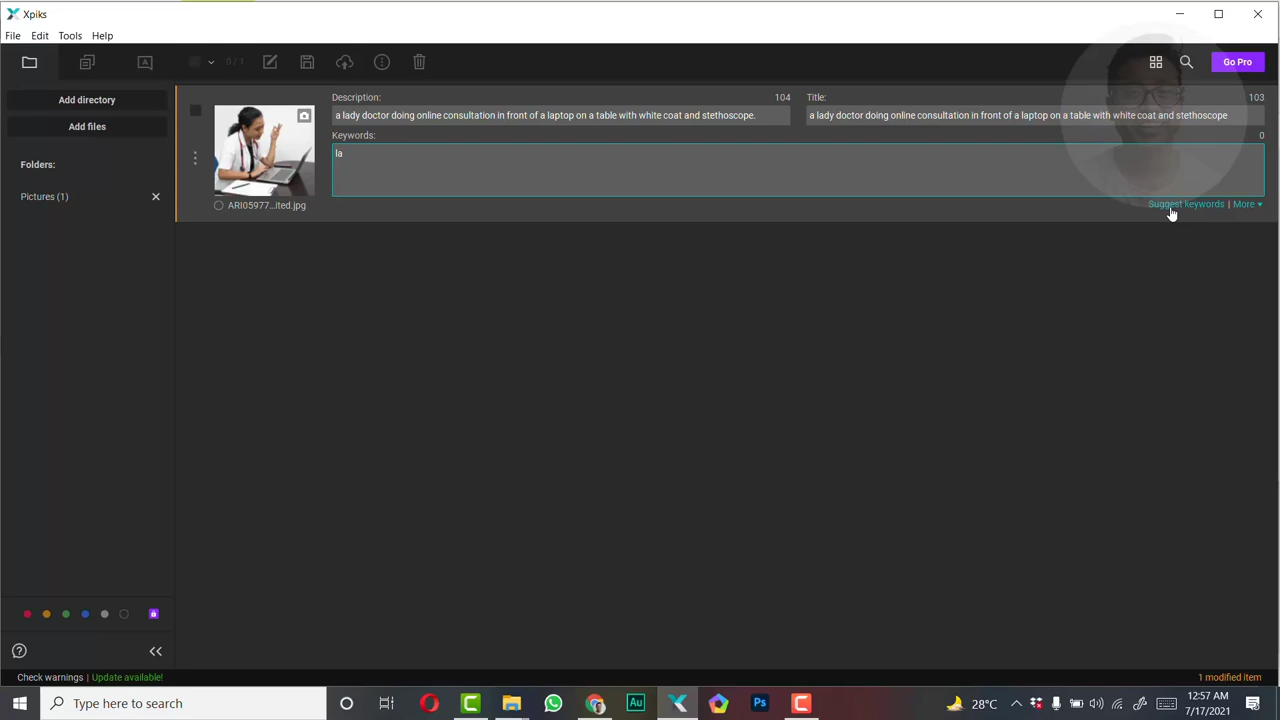 Xpiks
File Edit Tools Help
0 / 1
Go Pro
Add directory
Add files
Folders:
Pictures (1)
Description: 104
a lady doctor doing online consultation in front of a laptop on a table with white coat and stethoscope.
Title: 103
a lady doctor doing online consultation in front of a laptop on a table with white coat and stethoscope
Keywords: 0
la
ARI05977...ited.jpg
Suggest keywords | More
Check warnings | Update available!
1 modified item
Type here to search
Au
Ps
28°C
12:57 AM
7/17/2021